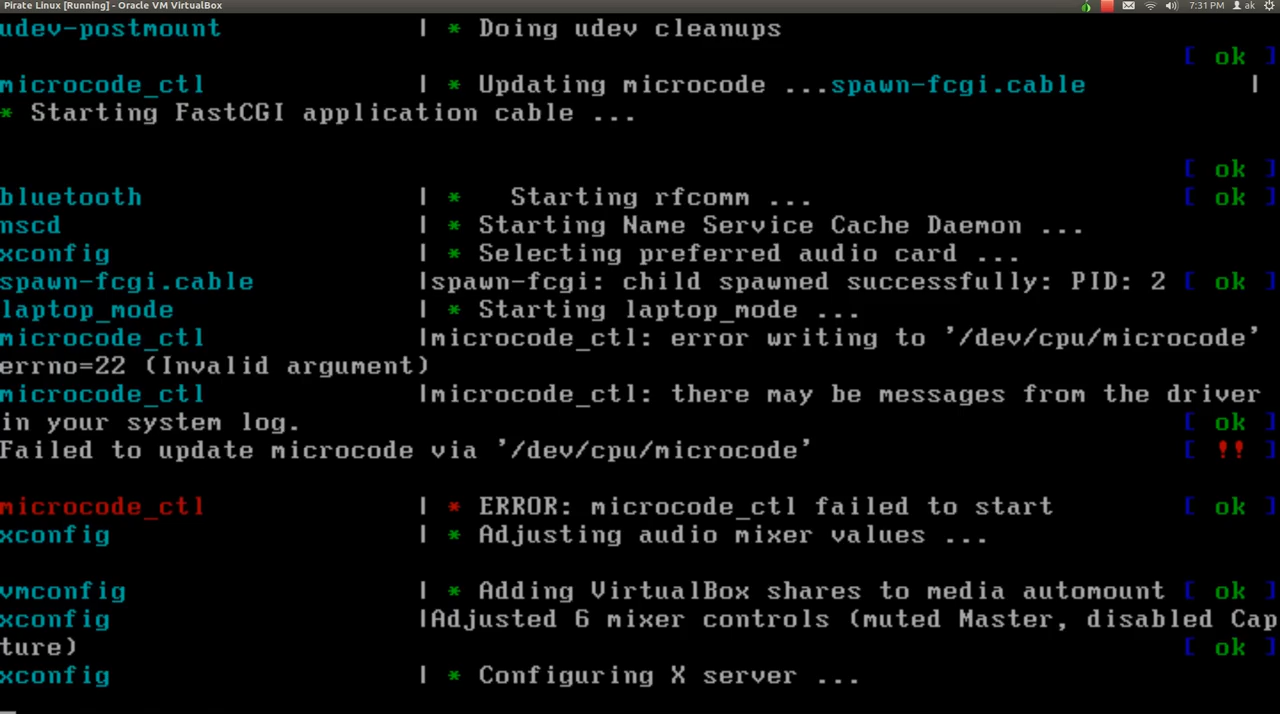 Pirate Linux [Running] - Oracle VM VirtualBox
7:31 PM ak
udev-postmount | * Doing udev cleanups
[ ok ]
microcode_ctl | * Updating microcode ...spawn-fcgi.cable |
* Starting FastCGI application cable ...
[ ok ]
bluetooth | * Starting rfcomm ... [ ok ]
nscd | * Starting Name Service Cache Daemon ...
xconfig | * Selecting preferred audio card ...
spawn-fcgi.cable |spawn-fcgi: child spawned successfully: PID: 2 [ ok ]
laptop_mode | * Starting laptop_mode ...
microcode_ctl |microcode_ctl: error writing to '/dev/cpu/microcode'
errno=22 (Invalid argument)
microcode_ctl |microcode_ctl: there may be messages from the driver
in your system log. [ ok ]
Failed to update microcode via '/dev/cpu/microcode' [ !! ]
microcode_ctl | * ERROR: microcode_ctl failed to start [ ok ]
xconfig | * Adjusting audio mixer values ...
vmconfig | * Adding VirtualBox shares to media automount [ ok ]
xconfig |Adjusted 6 mixer controls (muted Master, disabled Cap
ture) [ ok ]
xconfig | * Configuring X server ...